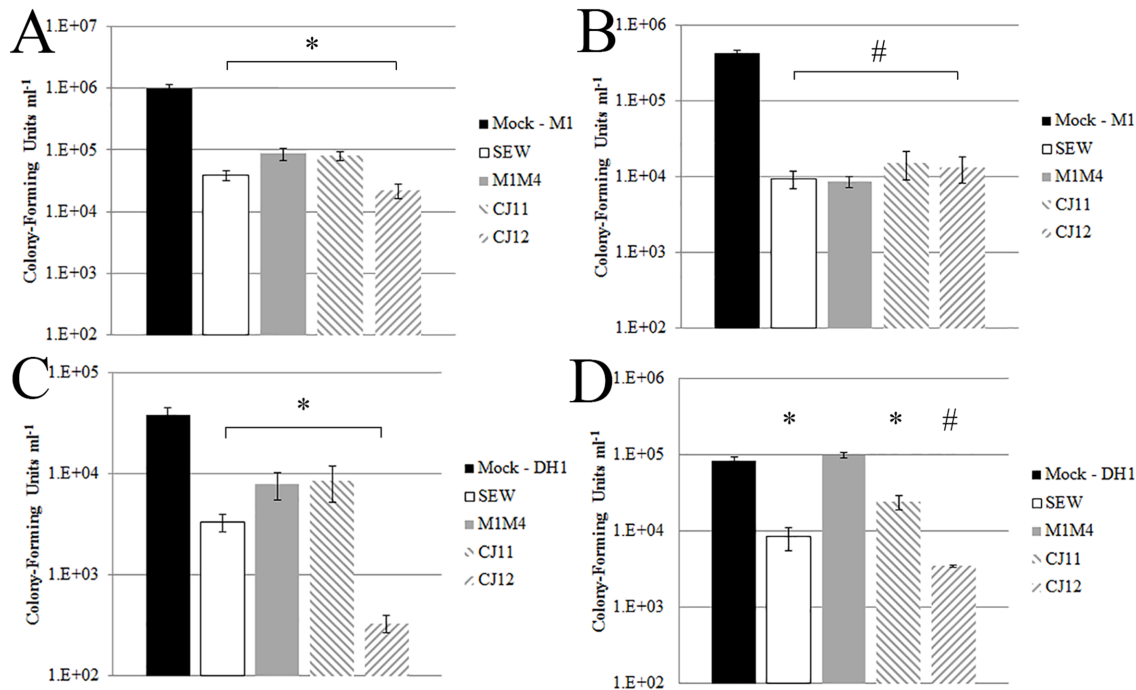 A
Colony-Forming Units ml-1
1.E+07
1.E+06
1.E+05
1.E+04
1.E+03
1.E+02
*
Mock - M1
SEW
M1M4
CJ11
CJ12
B
Colony-Forming Units ml-1
1.E+06
1.E+05
1.E+04
1.E+03
1.E+02
#
Mock - M1
SEW
M1M4
CJ11
CJ12
C
Colony-Forming Units ml-1
1.E+05
1.E+04
1.E+03
1.E+02
*
Mock - DH1
SEW
M1M4
CJ11
CJ12
D
Colony-Forming Units ml-1
1.E+06
1.E+05
1.E+04
1.E+03
1.E+02
* * #
Mock - DH1
SEW
M1M4
CJ11
CJ12